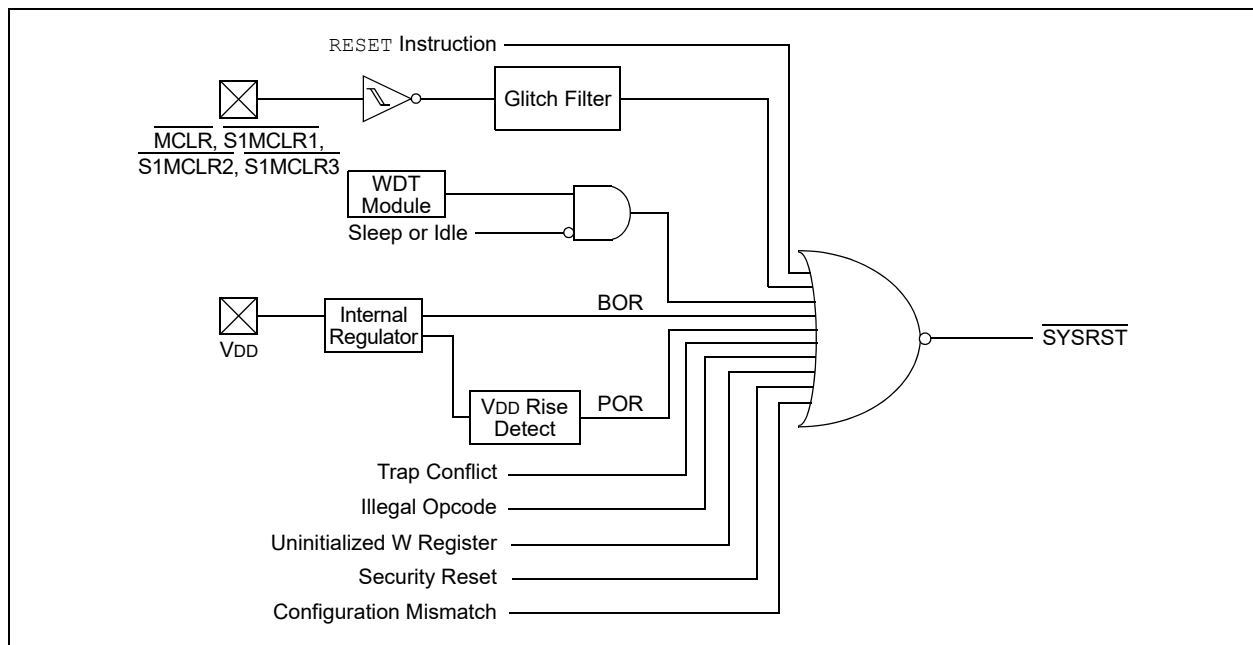 RESET Instruction
Glitch Filter
MCLR, S1MCLR1,
S1MCLR2, S1MCLR3
WDT
Module
Sleep or Idle
BOR
Internal
Regulator
VDD
SYSRST
POR
VDD Rise
Detect
Trap Conflict
Illegal Opcode
Uninitialized W Register
Security Reset
Configuration Mismatch